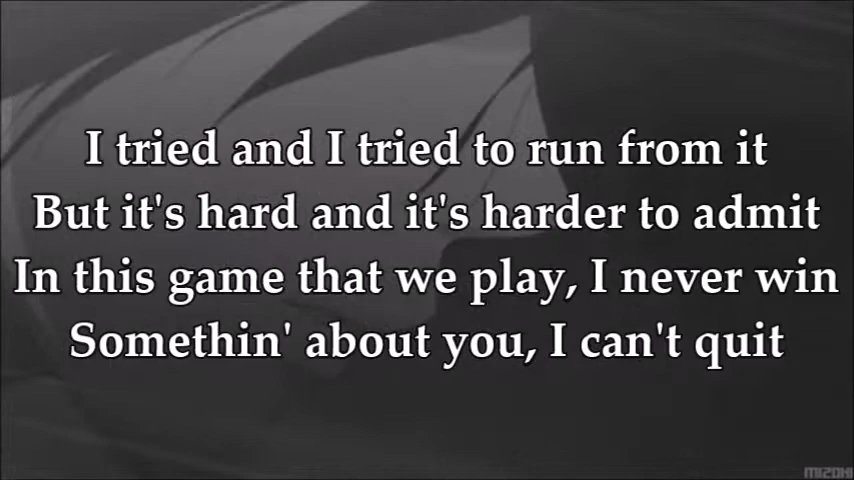 I tried and I tried to run from it
But it's hard and it's harder to admit
In this game that we play, I never win
Somethin' about you, I can't quit
MIZOHI